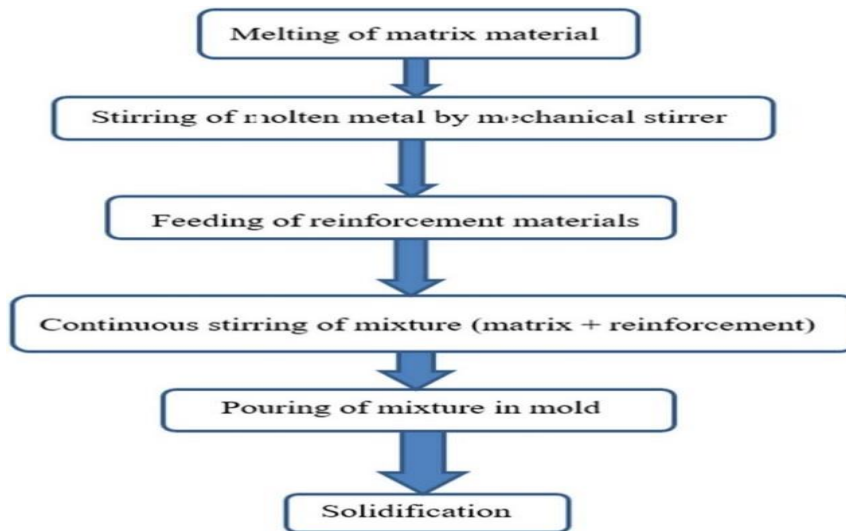 Melting of matrix material
Stirring of molten metal by mechanical stirrer
Feeding of reinforcement materials
Continuous stirring of mixture (matrix + reinforcement)
Pouring of mixture in mold
Solidification